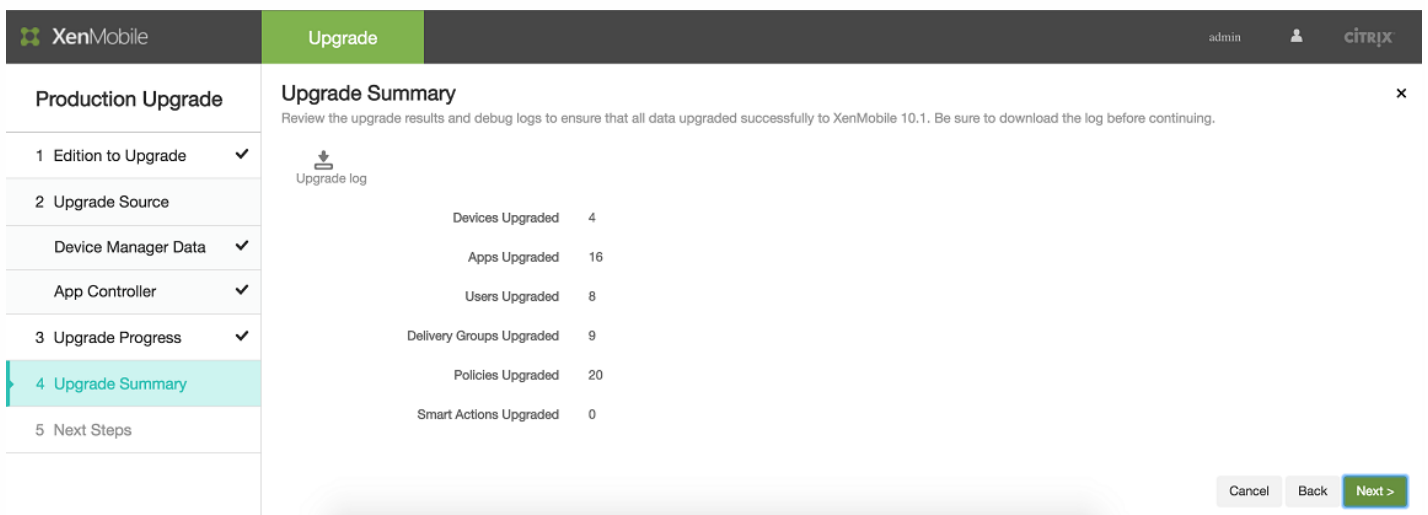 XenMobile
Upgrade
admin
CİTRIX
Production Upgrade
1 Edition to Upgrade
2 Upgrade Source
Device Manager Data
App Controller
3 Upgrade Progress
4 Upgrade Summary
5 Next Steps
Upgrade Summary
Review the upgrade results and debug logs to ensure that all data upgraded successfully to XenMobile 10.1. Be sure to download the log before continuing.
Upgrade log
Devices Upgraded 4
Apps Upgraded 16
Users Upgraded 8
Delivery Groups Upgraded 9
Policies Upgraded 20
Smart Actions Upgraded 0
Cancel Back Next >